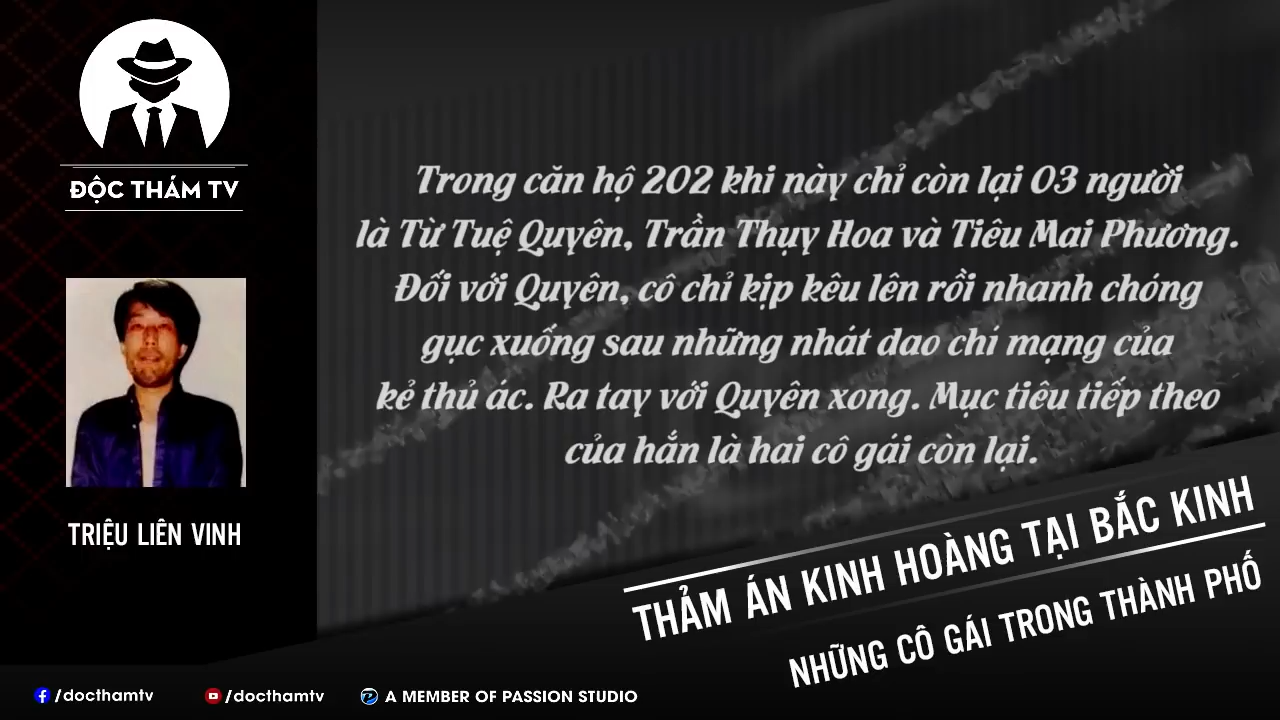 ĐỘC THÁM TV
TRIỆU LIÊN VINH
Trong căn hộ 202 khi này chỉ còn lại 03 người
là Từ Tuệ Quyên, Trần Thụy Hoa và Tiêu Mai Phương.
Đối với Quyên, cô chỉ kịp kêu lên rồi nhanh chóng
gục xuống sau những nhát dao chí mạng của
kẻ thủ ác. Ra tay với Quyên xong. Mục tiêu tiếp theo
của hắn là hai cô gái còn lại.
THẢM ÁN KINH HOÀNG TẠI BẮC KINH
NHỮNG CÔ GÁI TRONG THÀNH PHỐ
/docthamtv
/docthamtv
A MEMBER OF PASSION STUDIO